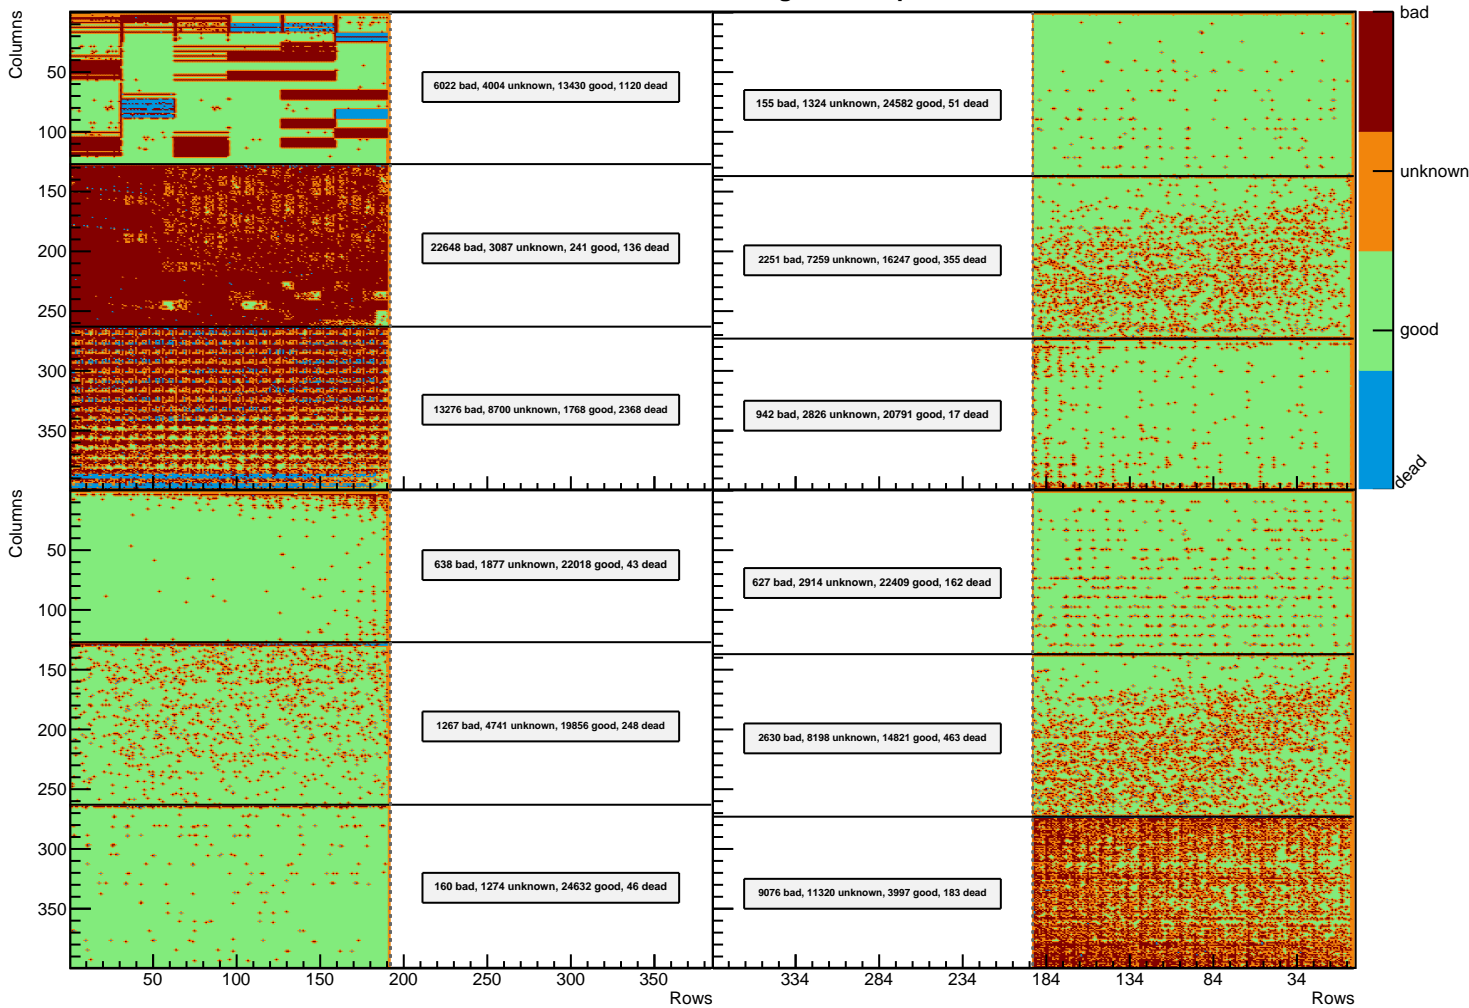 Columns
50
100
150
200
250
300
350
6022 bad, 4004 unknown, 13430 good, 1120 dead
22648 bad, 3087 unknown, 241 good, 136 dead
13276 bad, 8700 unknown, 1768 good, 2368 dead
200 250 300 350
155 bad, 1324 unknown, 24582 good, 51 dead
2251 bad, 7259 unknown, 16247 good, 355 dead
942 bad, 2826 unknown, 20791 good, 17 dead
bad
unknown
good
dead
Columns
50
100
150
200
250
300
350
638 bad, 1877 unknown, 22018 good, 43 dead
1267 bad, 4741 unknown, 19856 good, 248 dead
160 bad, 1274 unknown, 24632 good, 46 dead
50 100 150 200 250 300 350
Rows
627 bad, 2914 unknown, 22409 good, 162 dead
2630 bad, 8198 unknown, 14821 good, 463 dead
9076 bad, 11320 unknown, 3997 good, 183 dead
334 284 234 184 134 84 34
Rows